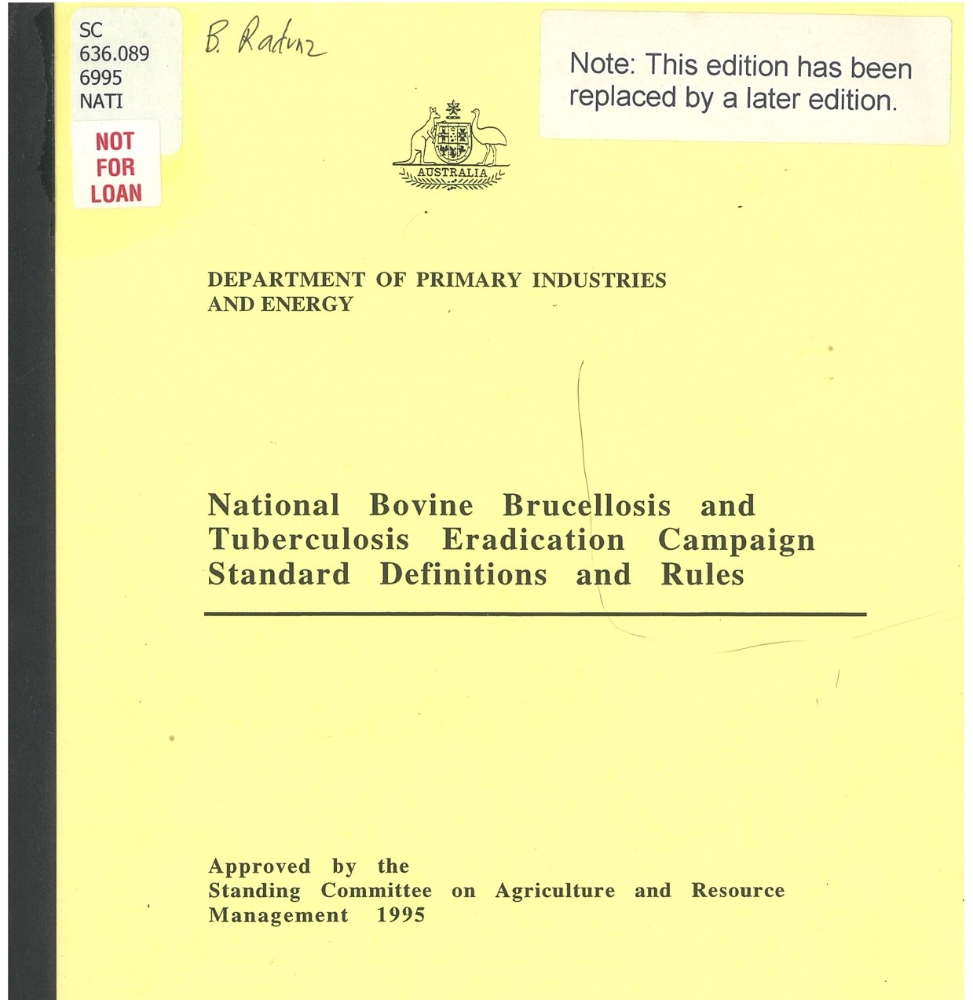 SC
636.089
6995
NATI
NOT
FOR
LOAN
B. Radunz
Note: This edition has been
replaced by a later edition.
AUSTRALIA
DEPARTMENT OF PRIMARY INDUSTRIES
AND ENERGY
National Bovine Brucellosis and
Tuberculosis Eradication Campaign
Standard Definitions and Rules
Approved by the
Standing Committee on Agriculture and Resource
Management 1995